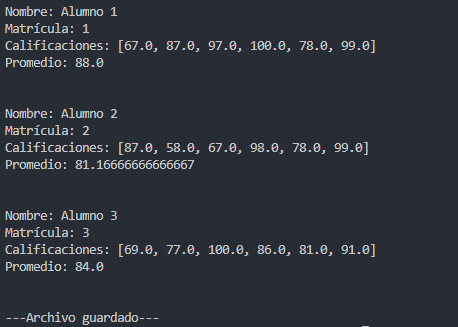 Nombre: Alumno 1
Matrícula: 1
Calificaciones: [67.0, 87.0, 97.0, 100.0, 78.0, 99.0]
Promedio: 88.0
Nombre: Alumno 2
Matrícula: 2
Calificaciones: [87.0, 58.0, 67.0, 98.0, 78.0, 99.0]
Promedio: 81.16666666666667
Nombre: Alumno 3
Matrícula: 3
Calificaciones: [69.0, 77.0, 100.0, 86.0, 81.0, 91.0]
Promedio: 84.0
---Archivo guardado---